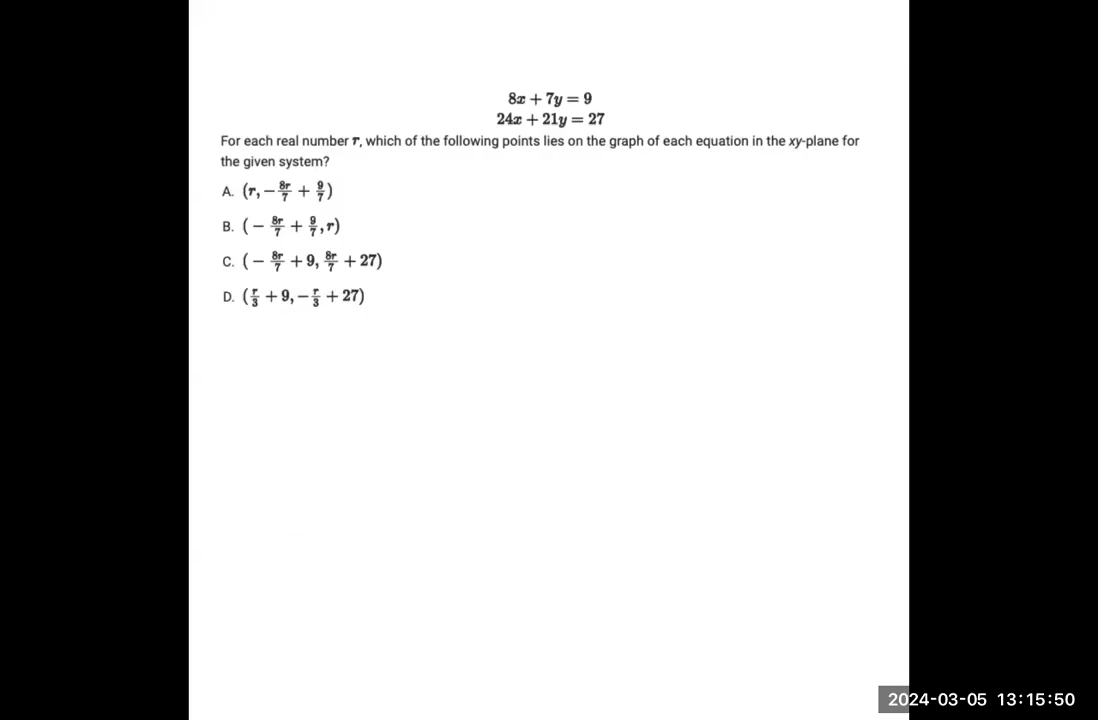 8x + 7y = 9
24x + 21y = 27
For each real number r, which of the following points lies on the graph of each equation in the xy-plane for
the given system?
A. (r, −8r/7 + 9/7)
B. (− 8r/7 + 9/7, r)
C. (− 8r/7 + 9, 8r/7 + 27)
D. (r/3 + 9, −r/3 + 27)
2024-03-05 13:15:50